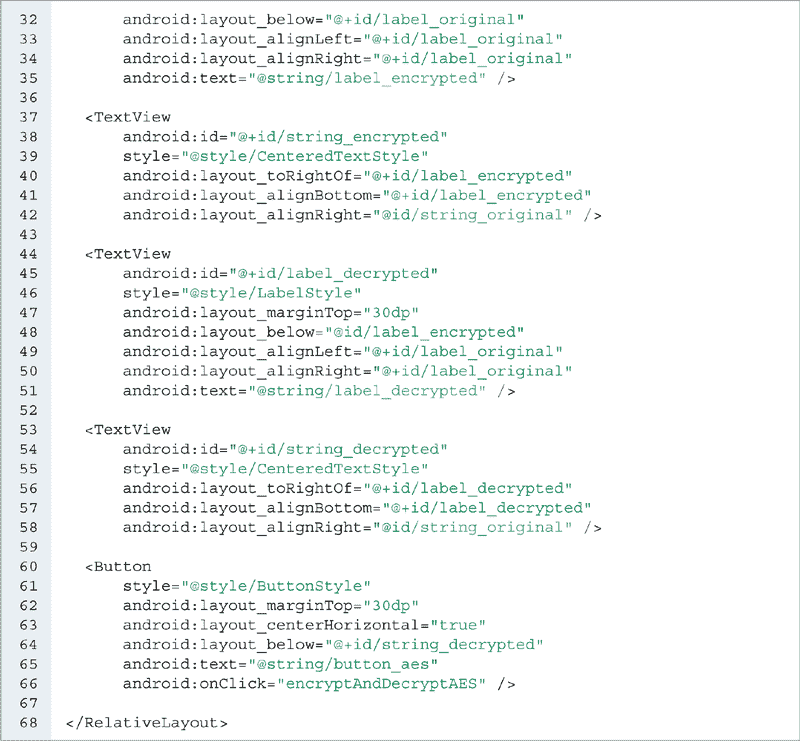 32 android:layout_below="@+id/label_original"
33 android:layout_alignLeft="@+id/label_original"
34 android:layout_alignRight="@+id/label_original"
35 android:text="@string/label_encrypted" />
36
37 <TextView
38 android:id="@+id/string_encrypted"
39 style="@style/CenteredTextStyle"
40 android:layout_toRightOf="@+id/label_encrypted"
41 android:layout_alignBottom="@+id/label_encrypted"
42 android:layout_alignRight="@id/string_original" />
43
44 <TextView
45 android:id="@+id/label_decrypted"
46 style="@style/LabelStyle"
47 android:layout_marginTop="30dp"
48 android:layout_below="@id/label_encrypted"
49 android:layout_alignLeft="@+id/label_original"
50 android:layout_alignRight="@+id/label_original"
51 android:text="@string/label_decrypted" />
52
53 <TextView
54 android:id="@+id/string_decrypted"
55 style="@style/CenteredTextStyle"
56 android:layout_toRightOf="@+id/label_decrypted"
57 android:layout_alignBottom="@+id/label_decrypted"
58 android:layout_alignRight="@id/string_original" />
59
60 <Button
61 style="@style/ButtonStyle"
62 android:layout_marginTop="30dp"
63 android:layout_centerHorizontal="true"
64 android:layout_below="@+id/string_decrypted"
65 android:text="@string/button_aes"
66 android:onClick="encryptAndDecryptAES" />
67
68 </RelativeLayout>